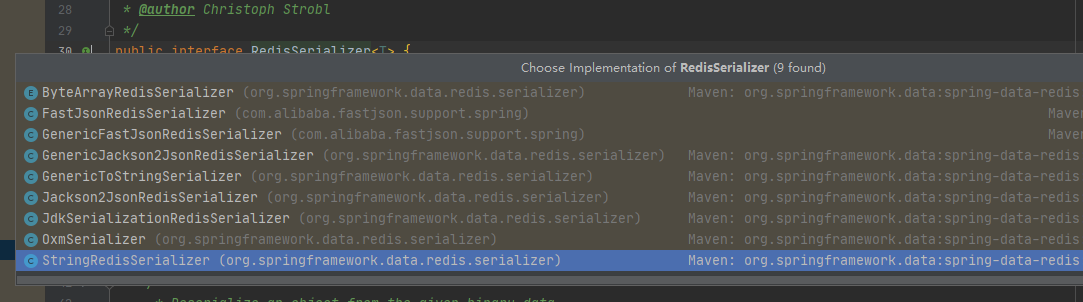 28 * @author Christoph Strobl
29 */
30 public interface RedisSerializer<T> {
Choose Implementation of RedisSerializer (9 found)
E ByteArrayRedisSerializer (org.springframework.data.redis.serializer) Maven: org.springframework.data:spring-data-redis
C FastJsonRedisSerializer (com.alibaba.fastjson.support.spring) Maven
C GenericFastJsonRedisSerializer (com.alibaba.fastjson.support.spring) Maven
C GenericJackson2JsonRedisSerializer (org.springframework.data.redis.serializer) Maven: org.springframework.data:spring-data-redis
C GenericToStringSerializer (org.springframework.data.redis.serializer) Maven: org.springframework.data:spring-data-redis
C Jackson2JsonRedisSerializer (org.springframework.data.redis.serializer) Maven: org.springframework.data:spring-data-redis
C JdkSerializationRedisSerializer (org.springframework.data.redis.serializer) Maven: org.springframework.data:spring-data-redis
C OxmSerializer (org.springframework.data.redis.serializer) Maven: org.springframework.data:spring-data-redis
C StringRedisSerializer (org.springframework.data.redis.serializer) Maven: org.springframework.data:spring-data-redis
* Deserialize an object from the given binary data